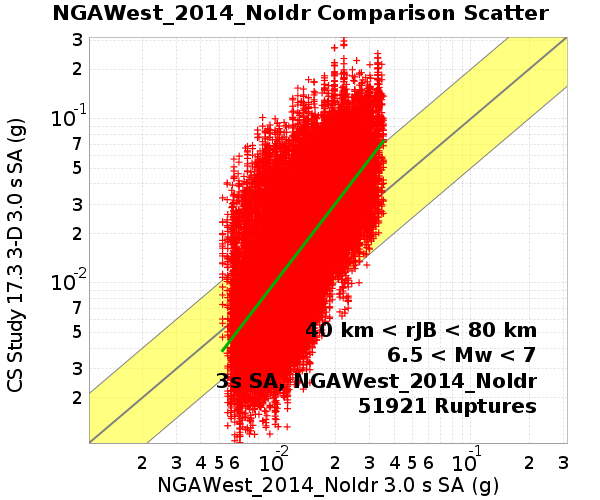 NGAWest_2014_NoIdr Comparison Scatter
CS Study 17.3 3-D 3.0 s SA (g)
3
2
10-1
7
5
3
2
10-2
7
5
3
2
40 km < rJB < 80 km
6.5 < Mw < 7
3s SA, NGAWest_2014_NoIdr
51921 Ruptures
2 3 4 5 6 10-2 2 3 4 5 6 10-1 2 3
NGAWest_2014_NoIdr 3.0 s SA (g)